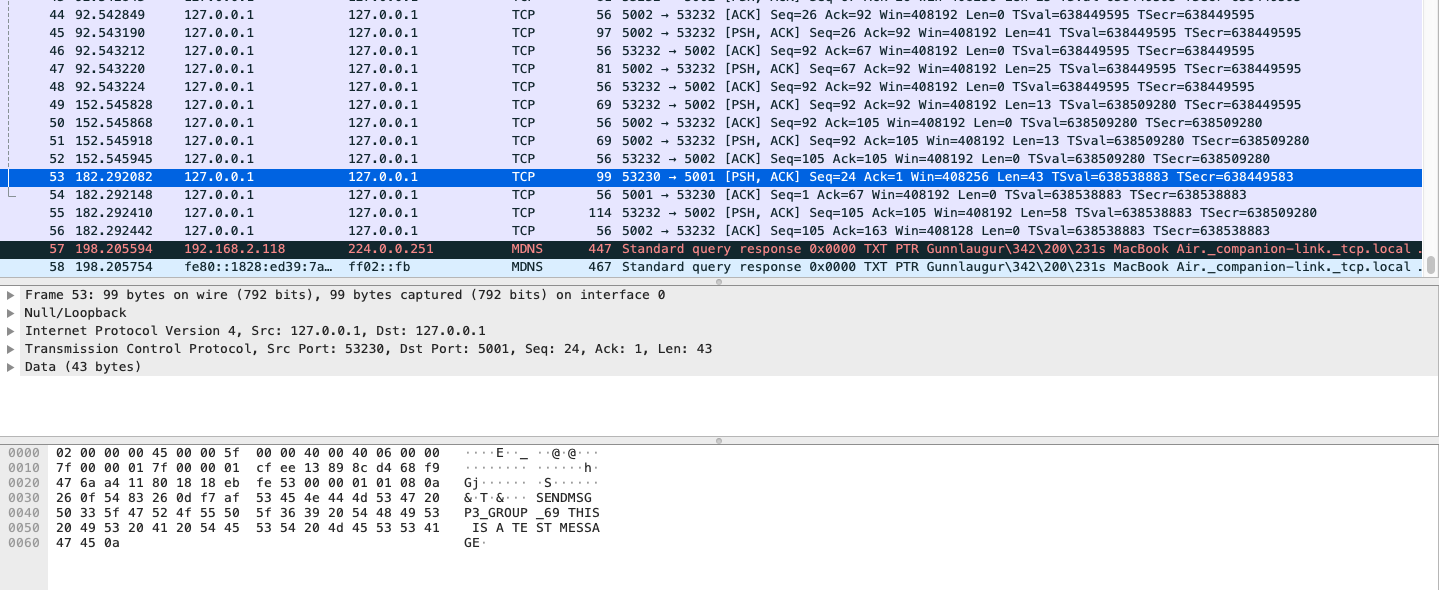 44 92.542849 127.0.0.1 127.0.0.1 TCP 56 5002 → 53232 [ACK] Seq=26 Ack=92 Win=408192 Len=0 TSval=638449595 TSecr=638449595
45 92.543190 127.0.0.1 127.0.0.1 TCP 97 5002 → 53232 [PSH, ACK] Seq=26 Ack=92 Win=408192 Len=41 TSval=638449595 TSecr=638449595
46 92.543212 127.0.0.1 127.0.0.1 TCP 56 53232 → 5002 [ACK] Seq=92 Ack=67 Win=408192 Len=0 TSval=638449595 TSecr=638449595
47 92.543220 127.0.0.1 127.0.0.1 TCP 81 5002 → 53232 [PSH, ACK] Seq=67 Ack=92 Win=408192 Len=25 TSval=638449595 TSecr=638449595
48 92.543224 127.0.0.1 127.0.0.1 TCP 56 53232 → 5002 [ACK] Seq=92 Ack=92 Win=408192 Len=0 TSval=638449595 TSecr=638449595
49 152.545828 127.0.0.1 127.0.0.1 TCP 69 53232 → 5002 [PSH, ACK] Seq=92 Ack=92 Win=408192 Len=13 TSval=638509280 TSecr=638449595
50 152.545868 127.0.0.1 127.0.0.1 TCP 56 5002 → 53232 [ACK] Seq=92 Ack=105 Win=408192 Len=0 TSval=638509280 TSecr=638509280
51 152.545918 127.0.0.1 127.0.0.1 TCP 69 5002 → 53232 [PSH, ACK] Seq=92 Ack=105 Win=408192 Len=13 TSval=638509280 TSecr=638509280
52 152.545945 127.0.0.1 127.0.0.1 TCP 56 53232 → 5002 [ACK] Seq=105 Ack=105 Win=408192 Len=0 TSval=638509280 TSecr=638509280
53 182.292082 127.0.0.1 127.0.0.1 TCP 99 53230 → 5001 [PSH, ACK] Seq=24 Ack=1 Win=408256 Len=43 TSval=638538883 TSecr=638449583
54 182.292148 127.0.0.1 127.0.0.1 TCP 56 5001 → 53230 [ACK] Seq=1 Ack=67 Win=408192 Len=0 TSval=638538883 TSecr=638538883
55 182.292410 127.0.0.1 127.0.0.1 TCP 114 53232 → 5002 [PSH, ACK] Seq=105 Ack=105 Win=408192 Len=58 TSval=638538883 TSecr=638509280
56 182.292442 127.0.0.1 127.0.0.1 TCP 56 5002 → 53232 [ACK] Seq=105 Ack=163 Win=408128 Len=0 TSval=638538883 TSecr=638538883
57 198.205594 192.168.2.118 224.0.0.251 MDNS 447 Standard query response 0x0000 TXT PTR Gunnlaugur\342\200\231s MacBook Air._companion-link._tcp.local .
58 198.205754 fe80::1828:ed39:7a… ff02::fb MDNS 467 Standard query response 0x0000 TXT PTR Gunnlaugur\342\200\231s MacBook Air._companion-link._tcp.local .
Frame 53: 99 bytes on wire (792 bits), 99 bytes captured (792 bits) on interface 0
Null/Loopback
Internet Protocol Version 4, Src: 127.0.0.1, Dst: 127.0.0.1
Transmission Control Protocol, Src Port: 53230, Dst Port: 5001, Seq: 24, Ack: 1, Len: 43
Data (43 bytes)
0000 02 00 00 00 45 00 00 5f 00 00 40 00 40 06 00 00 ····E··_ ··@·@···
0010 7f 00 00 01 7f 00 00 01 cf ee 13 89 8c d4 68 f9 ········ ······h·
0020 47 6a a4 11 80 18 18 eb fe 53 00 00 01 01 08 0a Gj······ ·S······
0030 26 0f 54 83 26 0d f7 af 53 45 4e 44 4d 53 47 20 &·T·&··· SENDMSG
0040 50 33 5f 47 52 4f 55 50 5f 36 39 20 54 48 49 53 P3_GROUP _69 THIS
0050 20 49 53 20 41 20 54 45 53 54 20 4d 45 53 53 41 IS A TE ST MESSA
0060 47 45 0a GE·